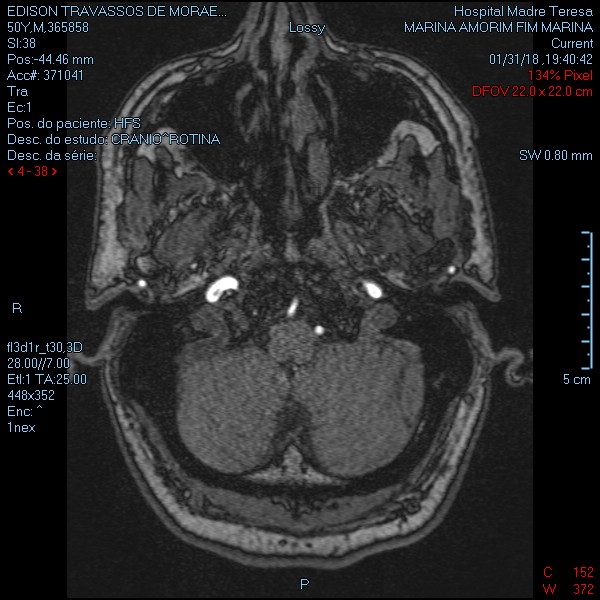 EDISON TRAVASSOS DE MORAE...
50Y,M,365858
Sl:38
Pos:-44.46 mm
Acc#: 371041
Tra
Ec:1
Pos. do paciente: HFS
Desc. do estudo: CRANIO^ROTINA
Desc. da série:
< 4 - 38 >
Lossy
Hospital Madre Teresa
MARINA AMORIM FIM MARINA
Current
01/31/18 ,19:40:42
134% Pixel
DFOV 22.0 x 22.0 cm
SW 0.80 mm
R
fl3d1r_t30,3D
28.00//7.00
Etl:1 TA:25.00
448x352
Enc: ^
1nex
5 cm
P
C 152
W 372